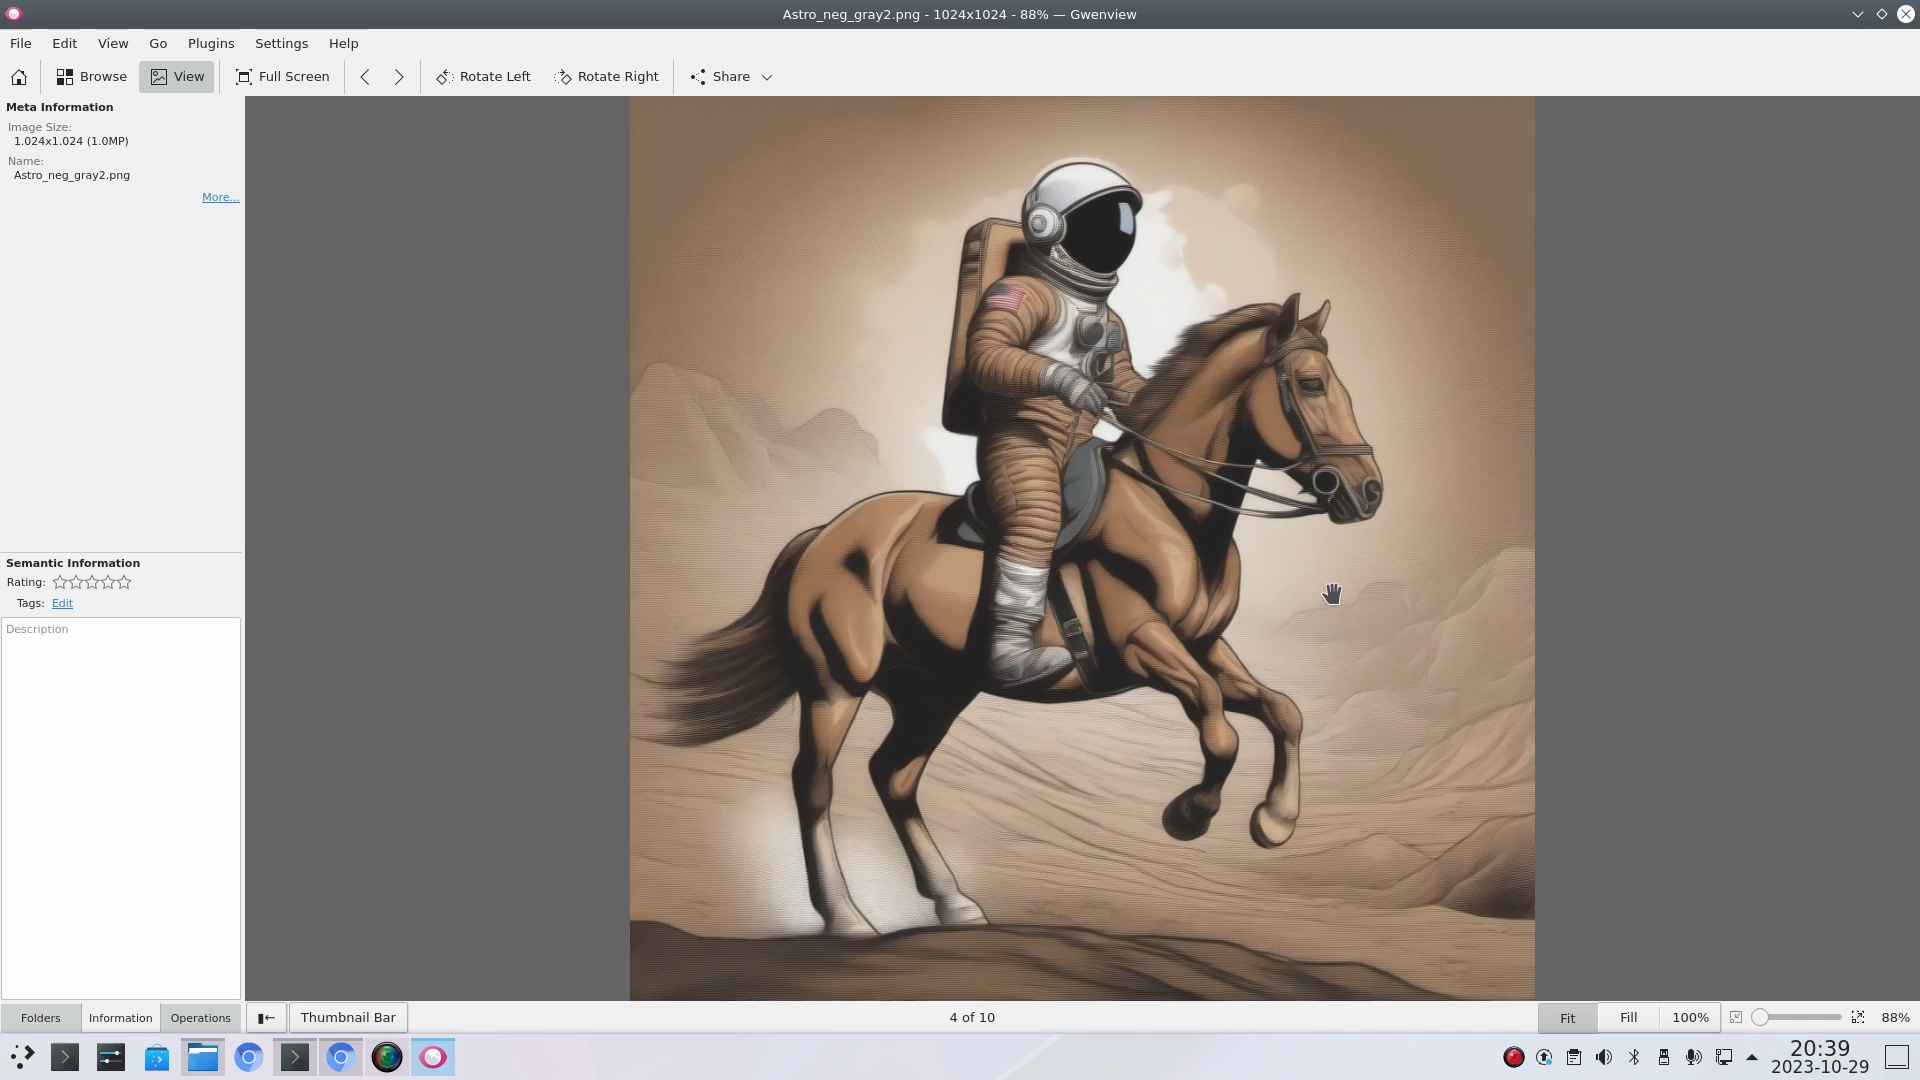 Astro_neg_gray2.png - 1024x1024 - 88% — Gwenview
File Edit View Go Plugins Settings Help
Browse View Full Screen Rotate Left Rotate Right Share
Meta Information
Image Size:
1.024x1.024 (1.0MP)
Name:
Astro_neg_gray2.png
More...
Semantic Information
Rating:
Tags: Edit
Description
Folders Information Operations Thumbnail Bar 4 of 10 Fit Fill 100% 88%
20:39
2023-10-29